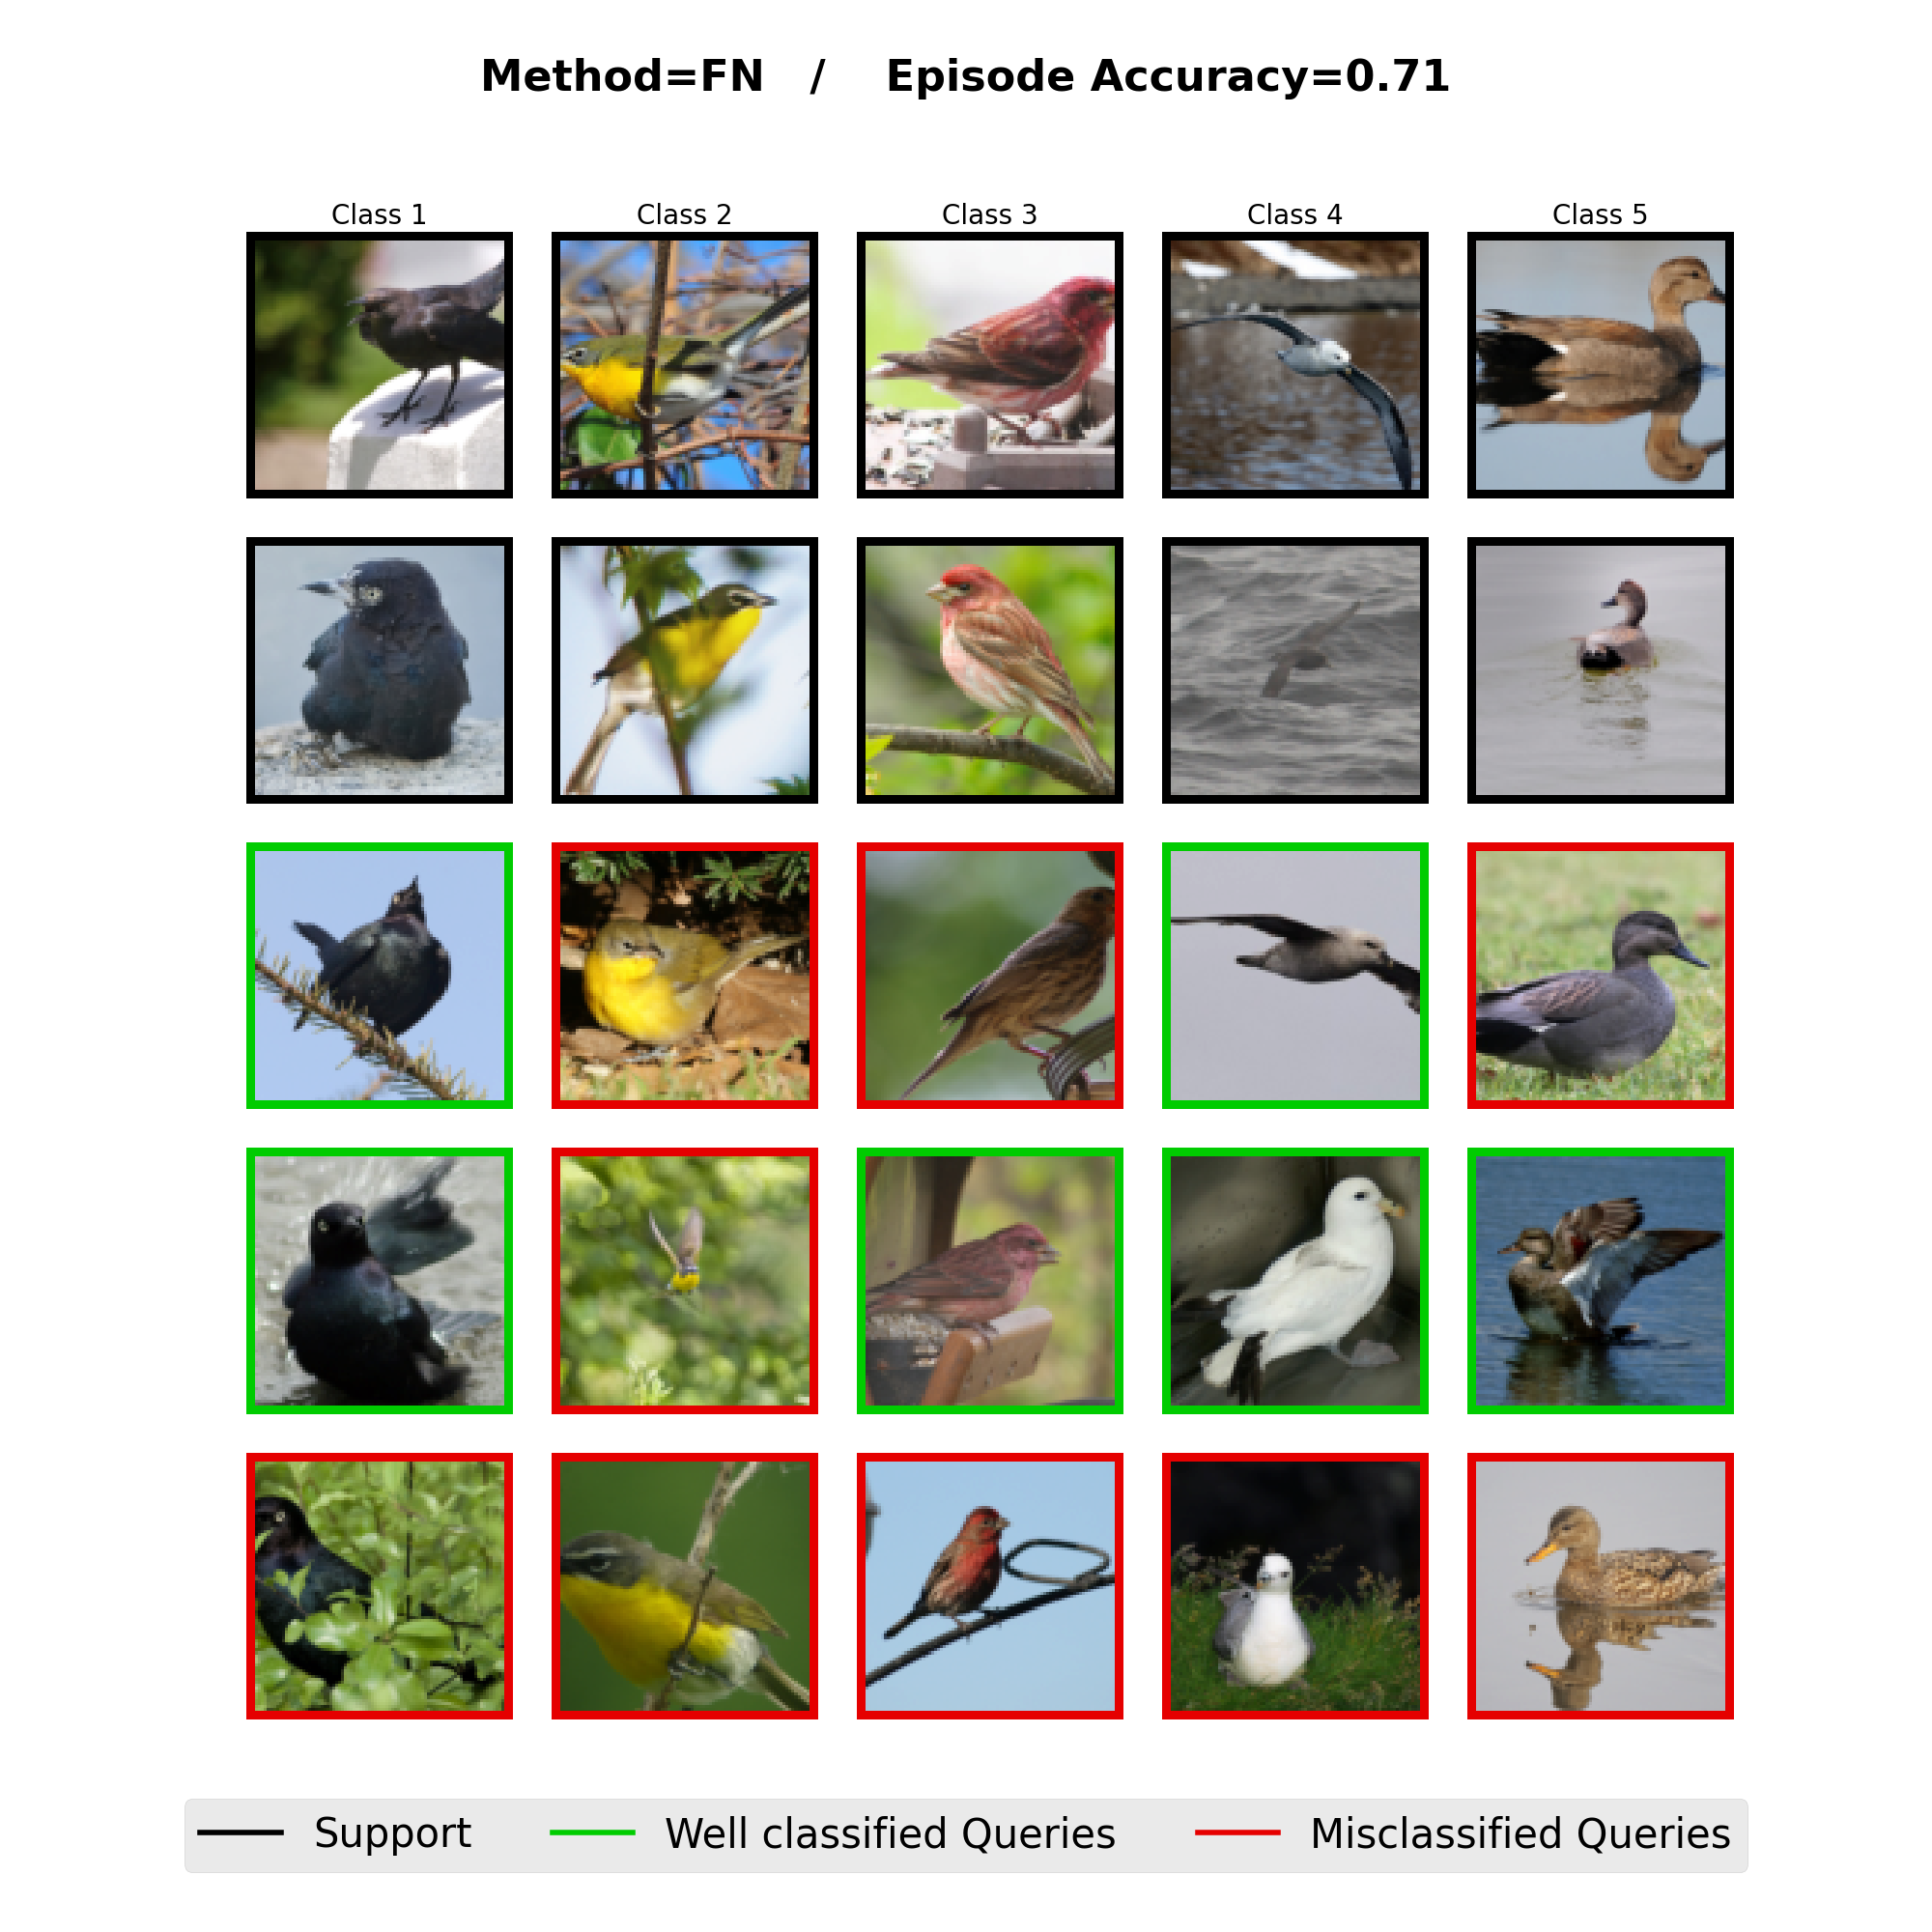 Method=FN / Episode Accuracy=0.71
Class 1 Class 2 Class 3 Class 4 Class 5
Support Well classified Queries Misclassified Queries